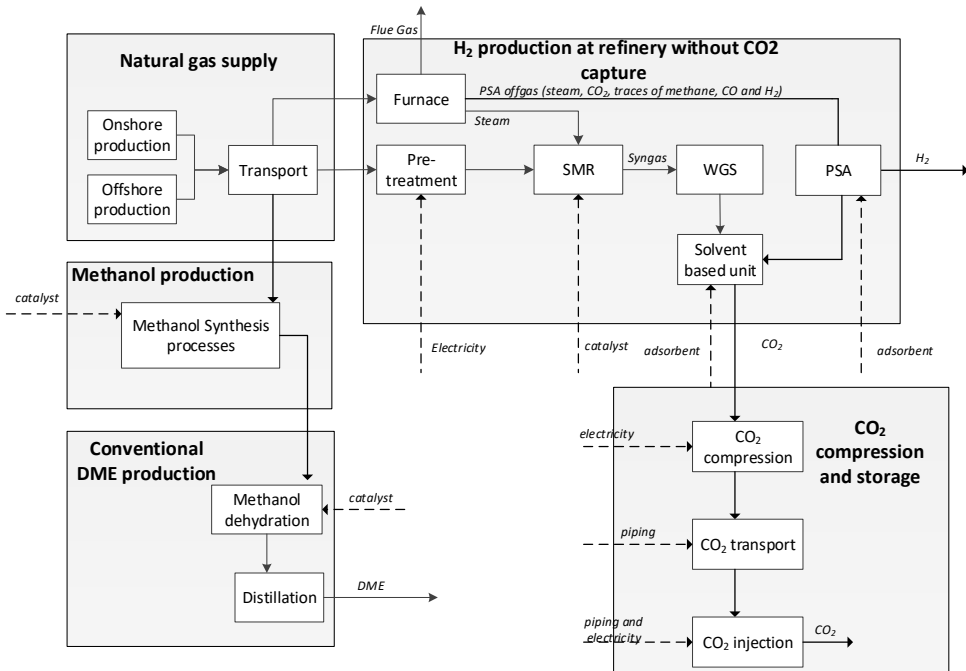 Flue Gas
Natural gas supply
H₂ production at refinery without CO2
capture
Furnace
PSA offgas (steam, CO₂, traces of methane, CO and H₂)
Steam
Onshore
production
Offshore
production
Transport
Pre-
treatment
SMR
Syngas
WGS
PSA
H₂
Solvent
based unit
Methanol production
catalyst
Methanol Synthesis
processes
Electricity
catalyst
adsorbent
CO₂
adsorbent
Conventional
DME production
Methanol
dehydration
catalyst
Distillation
DME
electricity
CO₂
compression
CO₂
compression
and storage
piping
CO₂ transport
piping and
electricity
CO₂ injection
CO₂